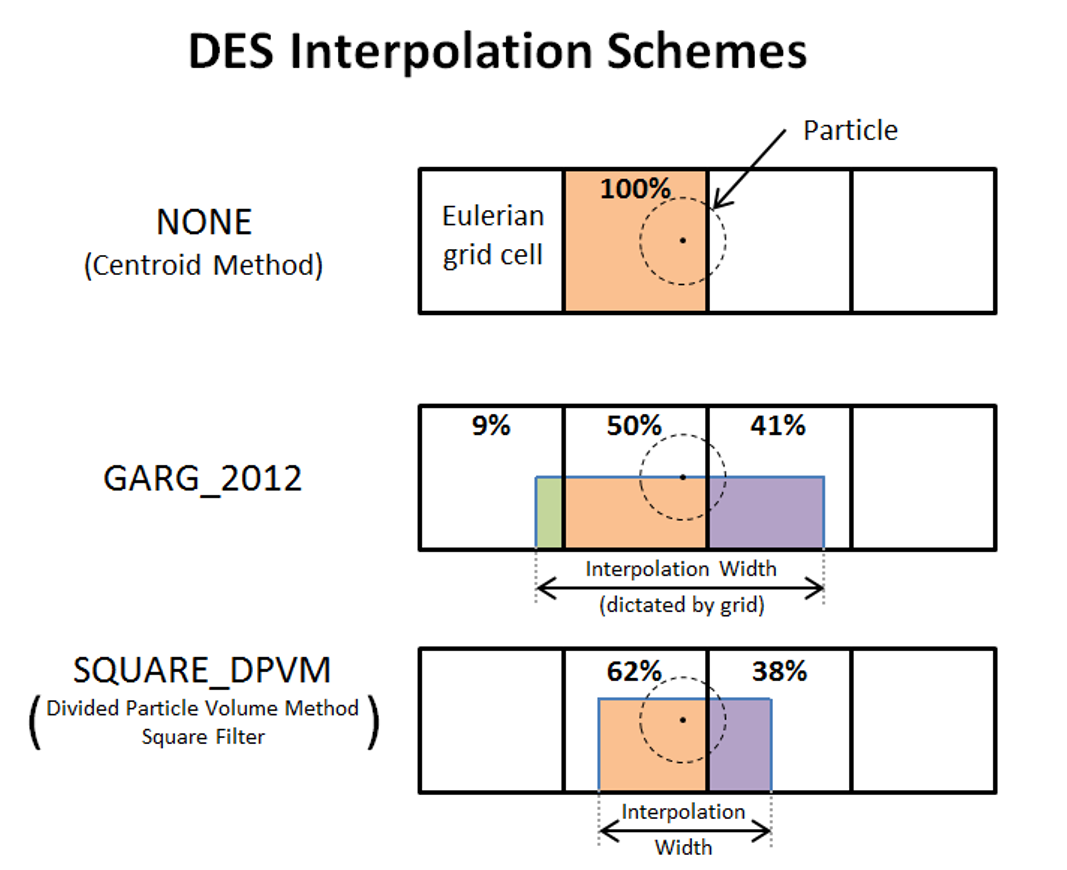 DES Interpolation Schemes
Particle
NONE
(Centroid Method)
Eulerian
grid cell
100%
GARG_2012
9%
50%
41%
Interpolation Width
(dictated by grid)
SQUARE_DPVM
(Divided Particle Volume Method
Square Filter)
62%
38%
Interpolation
Width